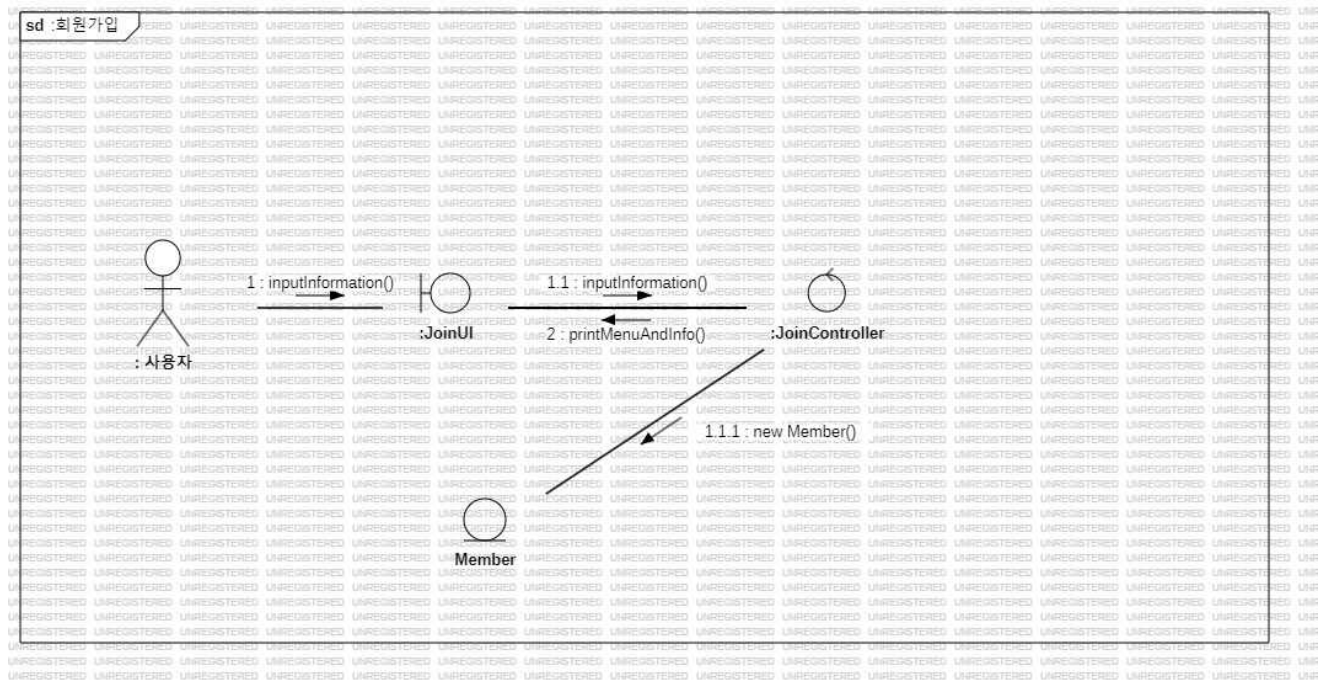 sd :회원가입
1 : inputInformation()
1.1 : inputInformation()
:JoinUI
2 : printMenuAndInfo()
:JoinController
: 사용자
1.1.1 : new Member()
Member
UNREGISTERED